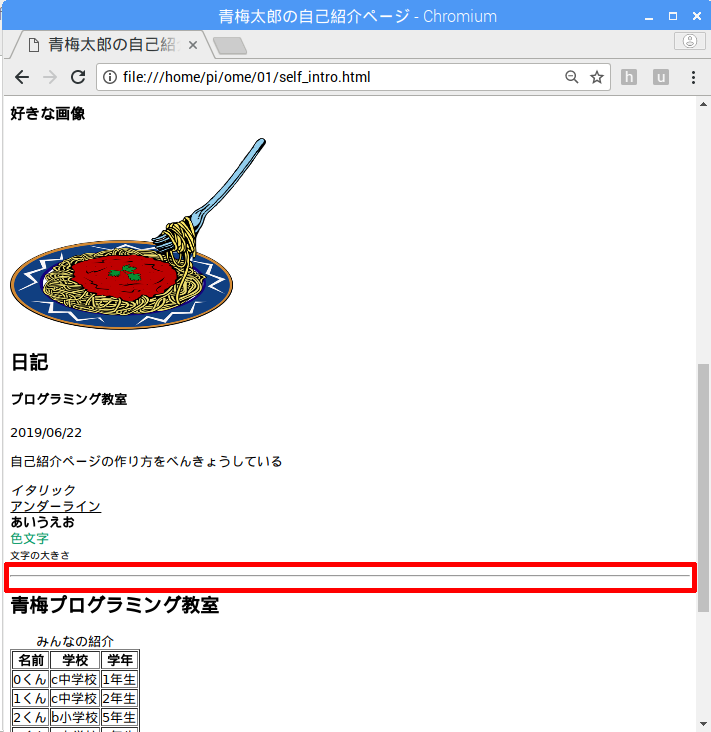 青梅太郎の自己紹介ページ - Chromium
青梅太郎の自己紹
file:///home/pi/ome/01/self_intro.html
h u
好きな画像
日記
プログラミング教室
2019/06/22
自己紹介ページの作り方をべんきょうしている
イタリック
アンダーライン
あいうえお
色文字
文字の大きさ
青梅プログラミング教室
みんなの紹介
名前 学校 学年
0くん c中学校 1年生
1くん c中学校 2年生
2くん b小学校 5年生